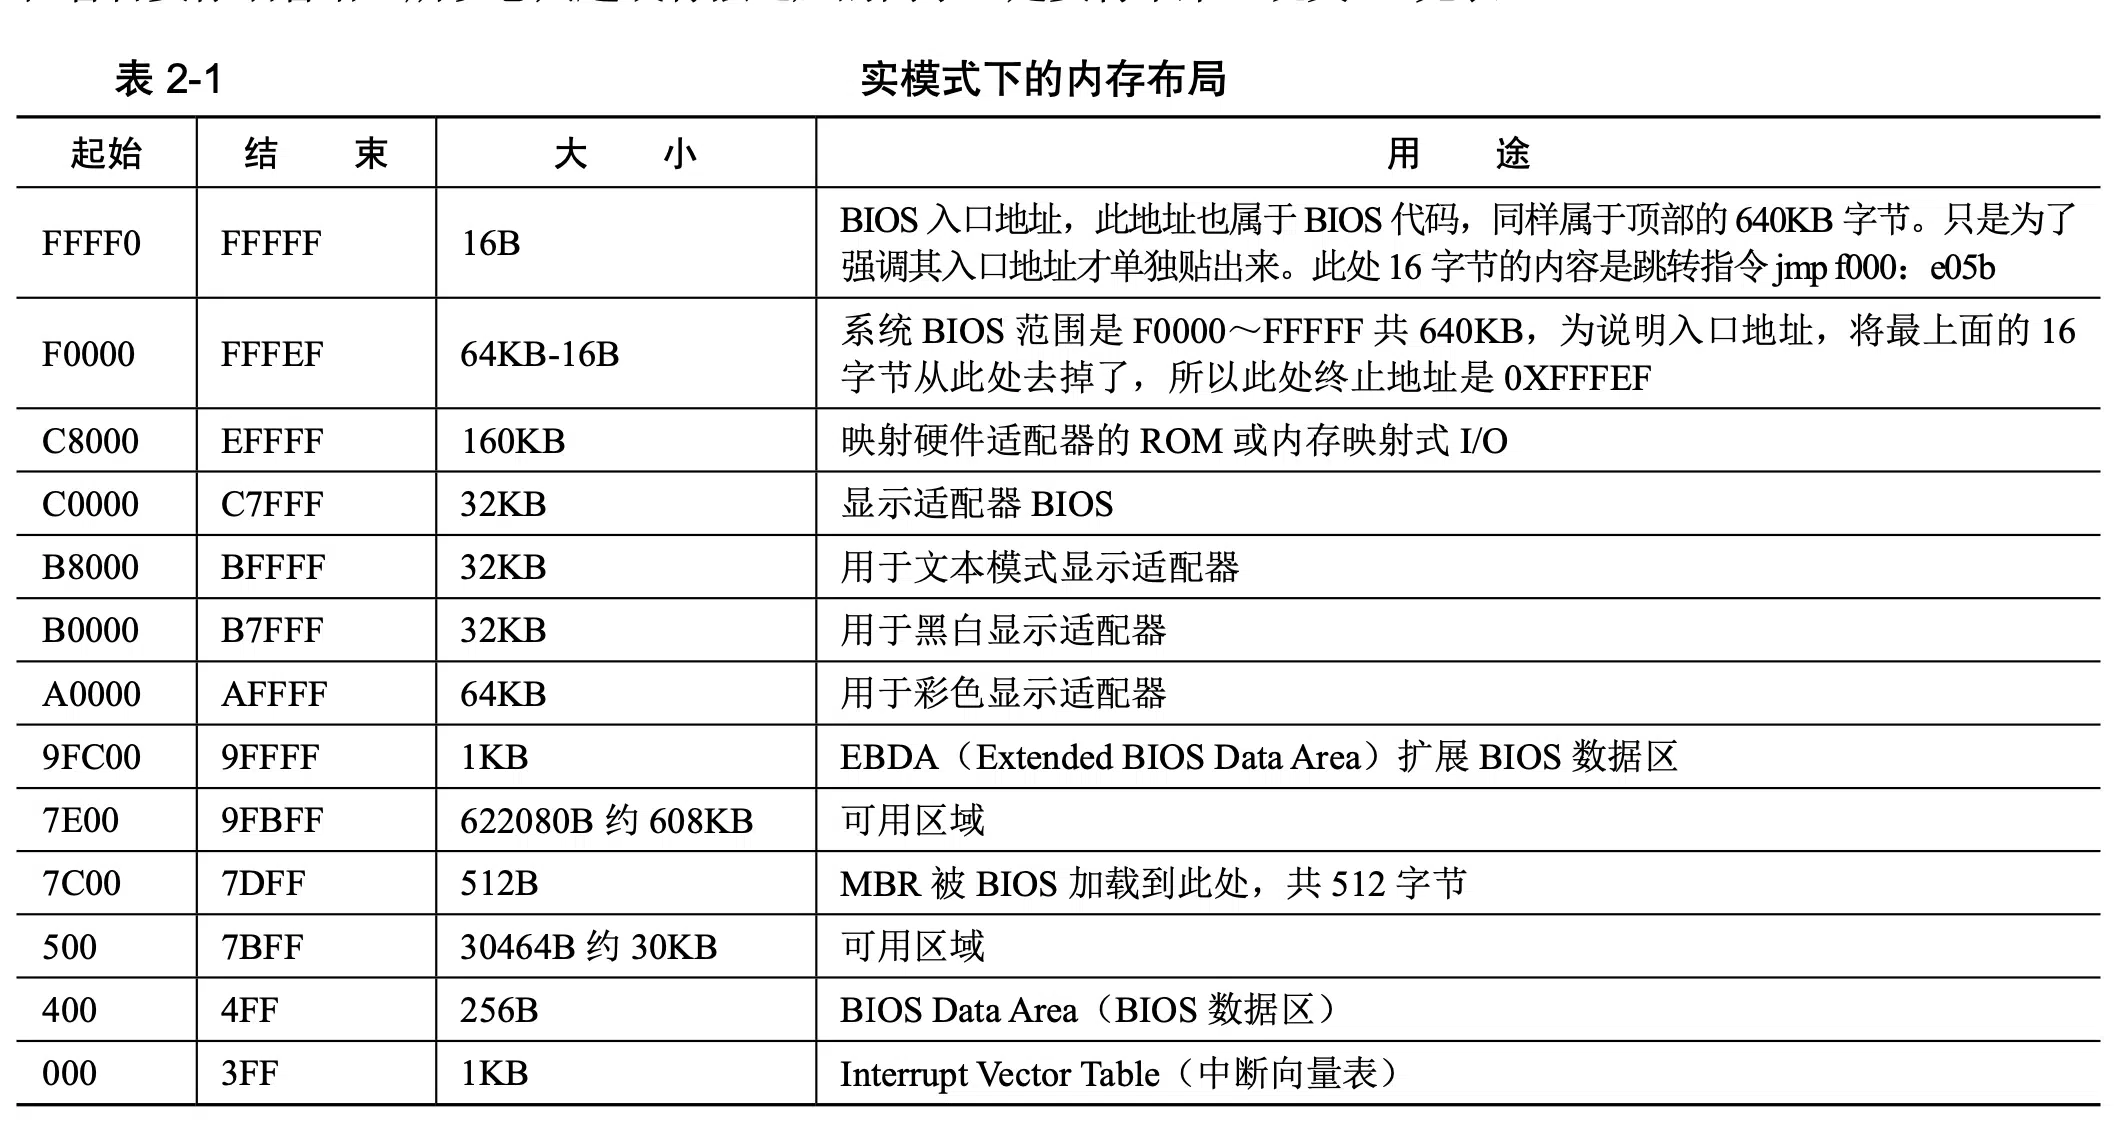 表 2-1 实模式下的内存布局
起始 结 束 大 小 用 途
FFFF0 FFFFF 16B BIOS 入口地址，此地址也属于 BIOS 代码，同样属于顶部的 640KB 字节。只是为了
强调其入口地址才单独贴出来。此处 16 字节的内容是跳转指令 jmp f000：e05b
F0000 FFFEF 64KB-16B 系统 BIOS 范围是 F0000～FFFFF 共 640KB，为说明入口地址，将最上面的 16
字节从此处去掉了，所以此处终止地址是 0XFFFEF
C8000 EFFFF 160KB 映射硬件适配器的 ROM 或内存映射式 I/O
C0000 C7FFF 32KB 显示适配器 BIOS
B8000 BFFFF 32KB 用于文本模式显示适配器
B0000 B7FFF 32KB 用于黑白显示适配器
A0000 AFFFF 64KB 用于彩色显示适配器
9FC00 9FFFF 1KB EBDA（Extended BIOS Data Area）扩展 BIOS 数据区
7E00 9FBFF 622080B 约 608KB 可用区域
7C00 7DFF 512B MBR 被 BIOS 加载到此处，共 512 字节
500 7BFF 30464B 约 30KB 可用区域
400 4FF 256B BIOS Data Area（BIOS 数据区）
000 3FF 1KB Interrupt Vector Table（中断向量表）